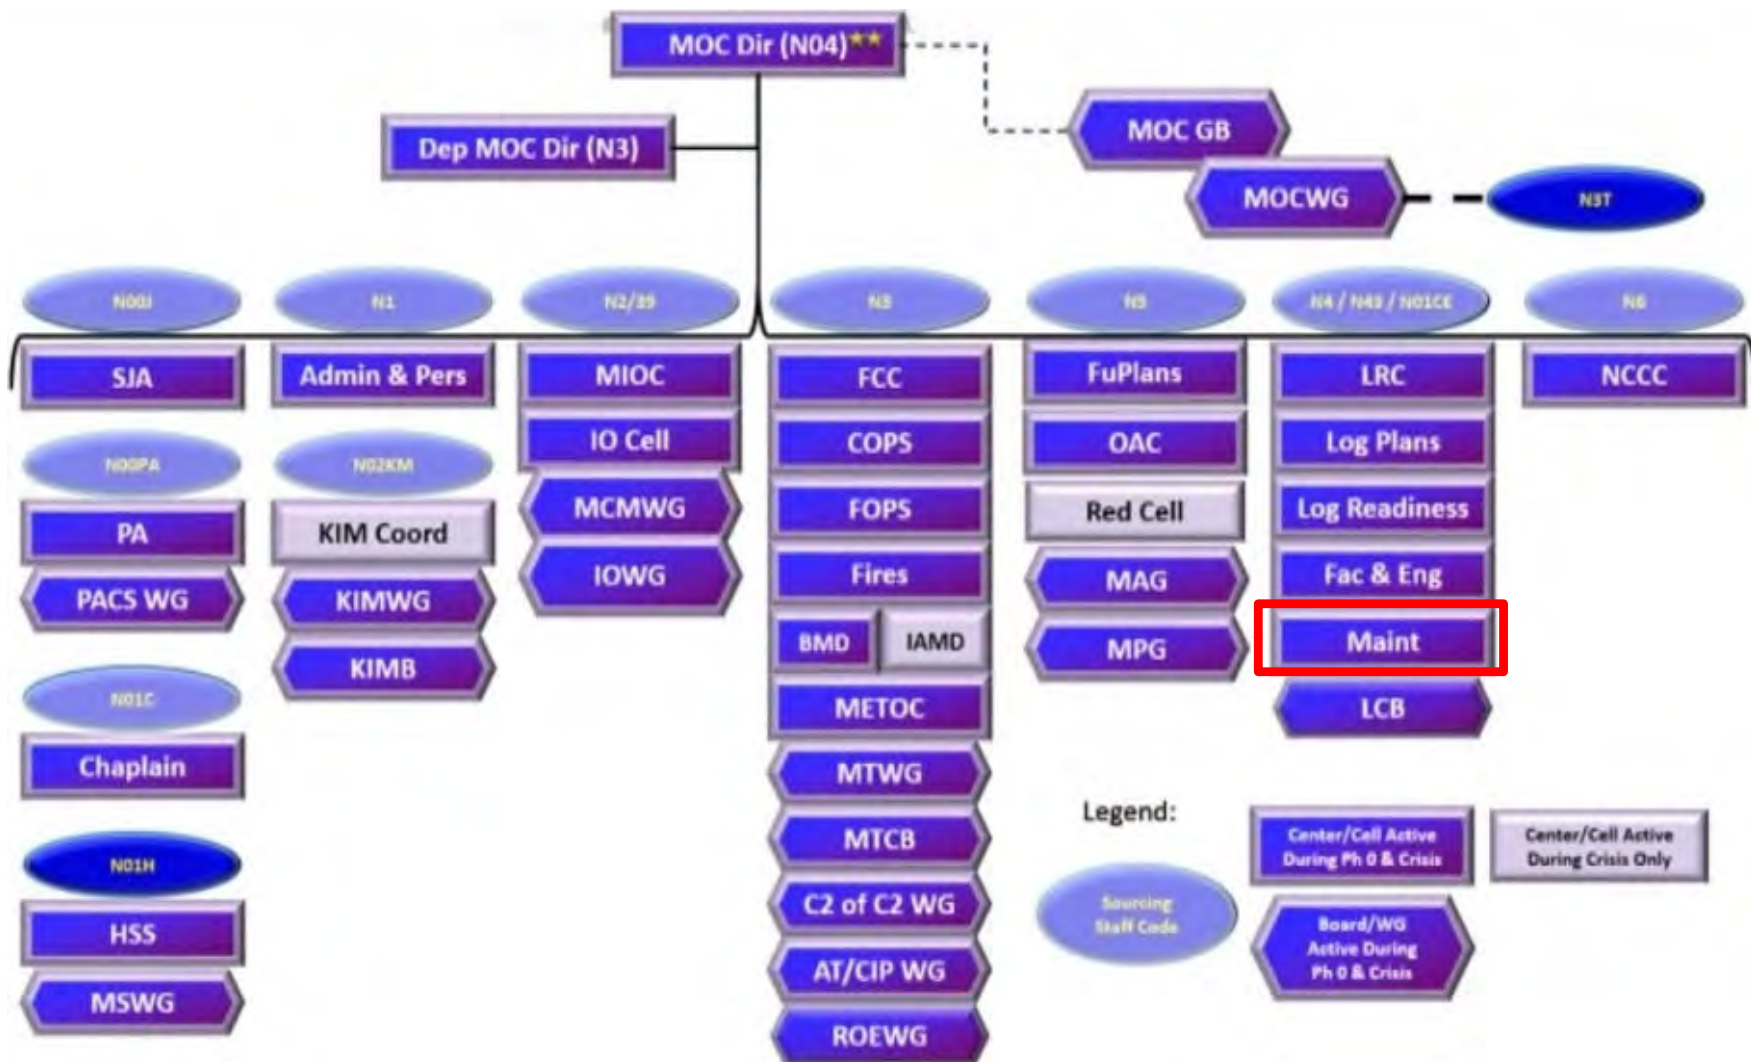 MOC Dir (N04)★★
Dep MOC Dir (N3)
MOC GB
MOCWG
N3T
N00J
N1
N2/39
N3
N5
N4 / N43 / N01CE
N6
SJA
N00PA
PA
PACS WG
N01C
Chaplain
N01H
HSS
MSWG
Admin & Pers
N02KM
KIM Coord
KIMWG
KIMB
MIOC
IO Cell
MCMWG
IOWG
FCC
COPS
FOPS
Fires
BMD
IAMD
METOC
MTWG
MTCB
C2 of C2 WG
AT/CIP WG
ROEWG
FuPlans
OAC
Red Cell
MAG
MPG
LRC
Log Plans
Log Readiness
Fac & Eng
Maint
LCB
NCCC
Legend:
Sourcing
Staff Code
Center/Cell Active
During Ph 0 & Crisis
Center/Cell Active
During Crisis Only
Board/WG
Active During
Ph 0 & Crisis